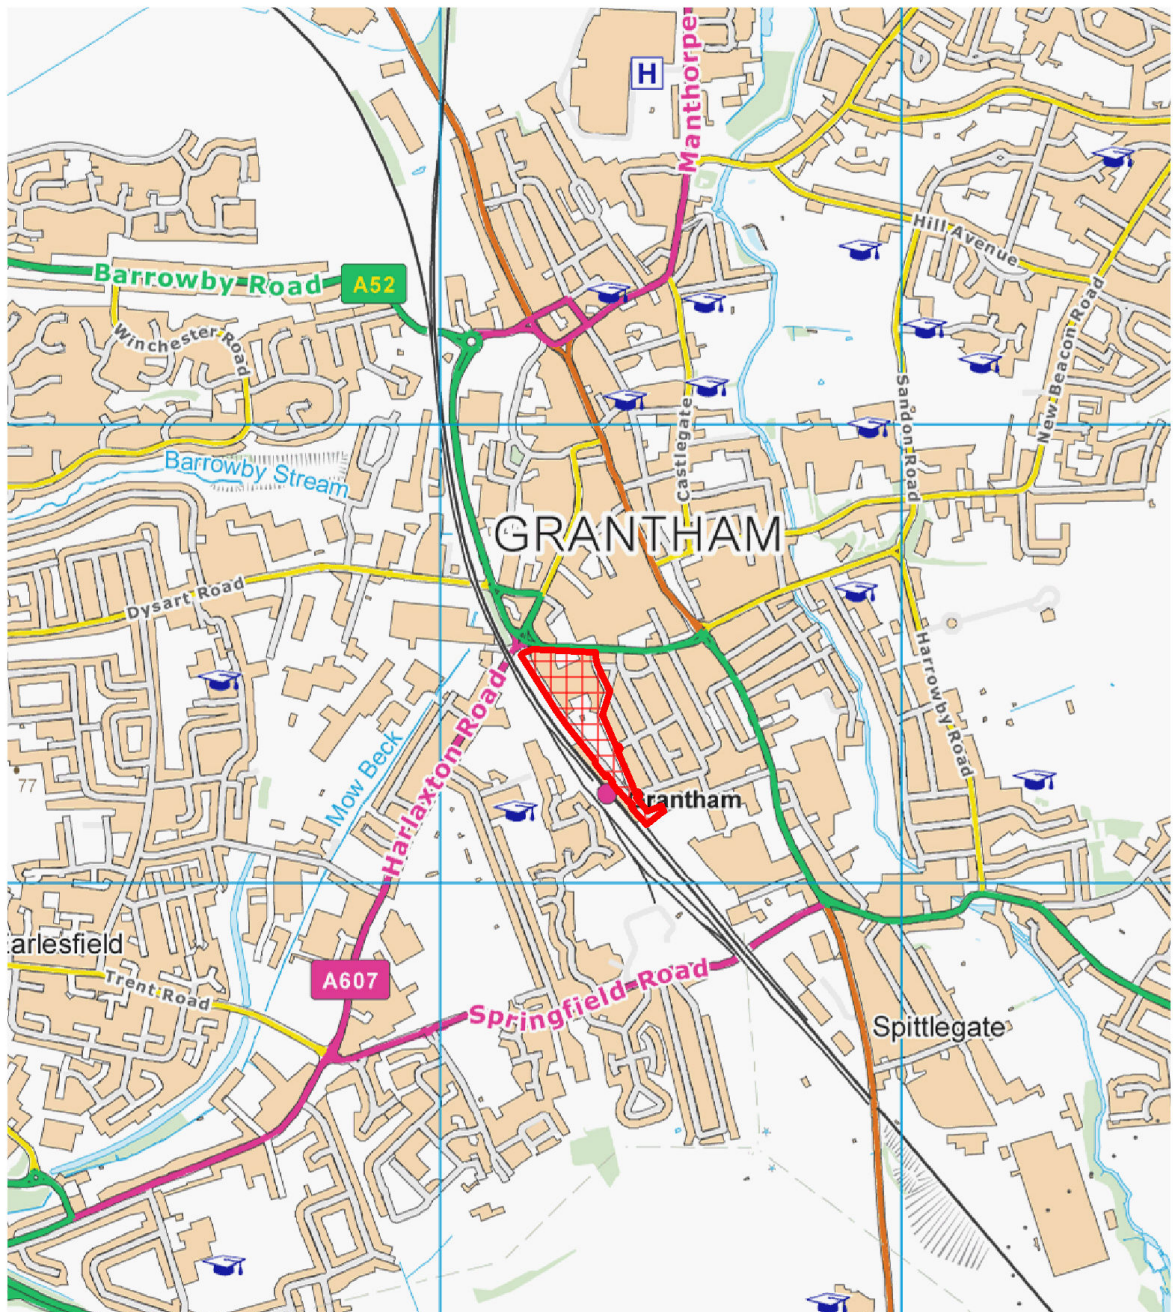 H
Manthorpe
Hill Avenue
Barrowby Road
A52
Winchester Road
New Beacon Road
Sandon Road
Castlegate
Barrowby Stream
GRANTHAM
Dysart Road
Harrowby Road
Harlaxton Road
Mow Beck
77
Grantham
arlesfield
Trent Road
A607
Springfield Road
Spittlegate